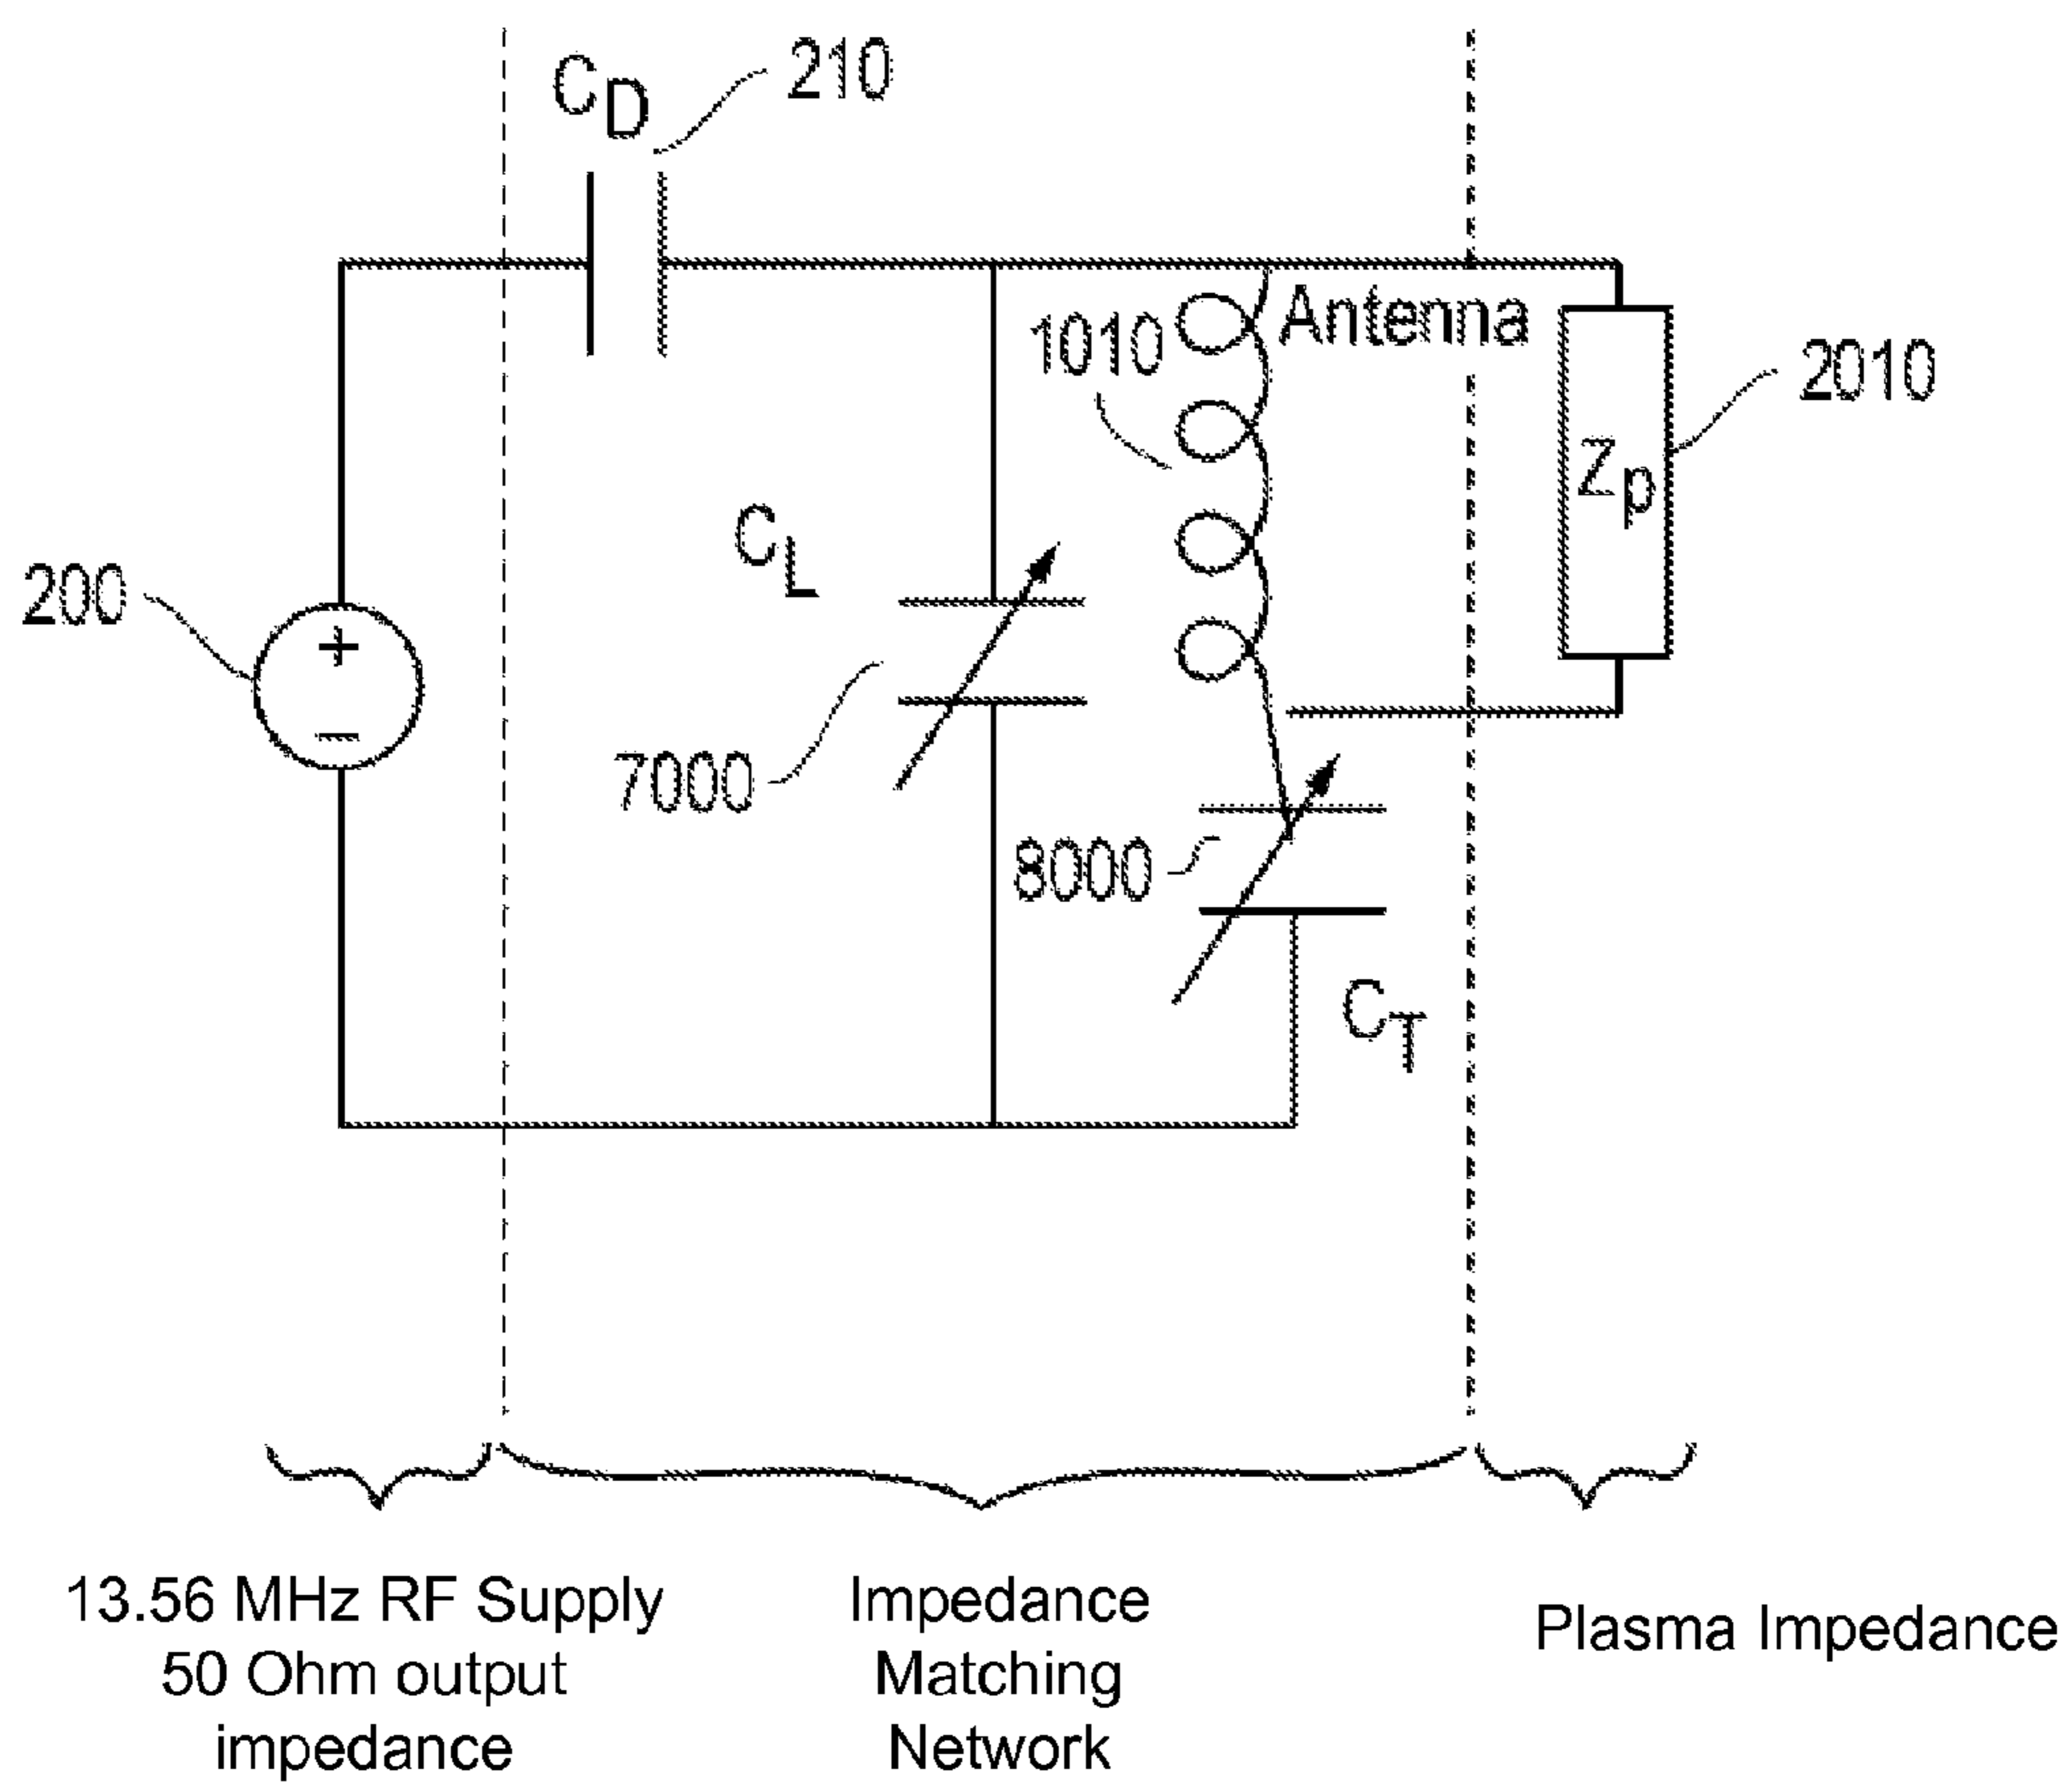 C_D
210
1010
Antenna
2010
Z_p
C_L
200
+
−
7000
8000
C_T
13.56 MHz RF Supply
50 Ohm output
impedance
Impedance
Matching
Network
Plasma Impedance